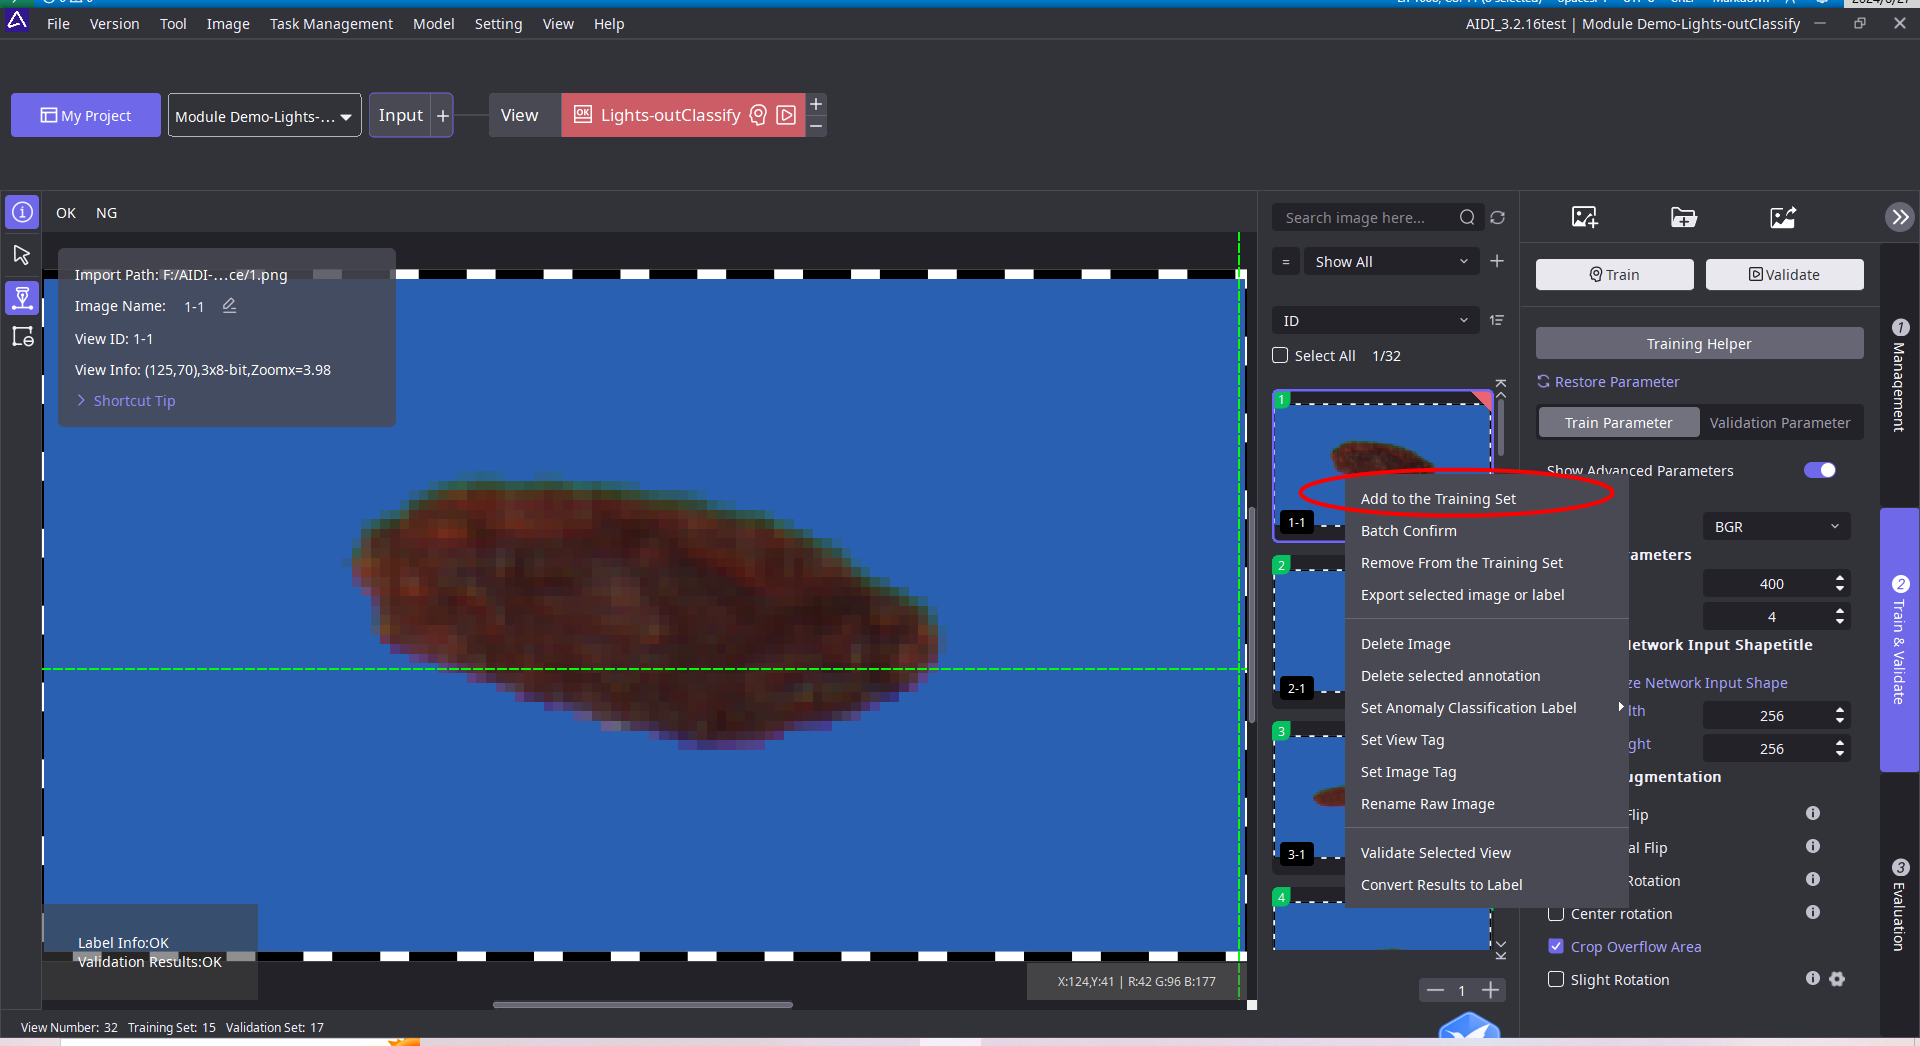 File Version Tool Image Task Management Model Setting View Help
AIDI_3.2.16test | Module Demo-Lights-outClassify
My Project
Module Demo-Lights-...
Input +
View
OK Lights-outClassify
OK NG
Import Path: F:/AIDI-...ce/1.png
Image Name: 1-1
View ID: 1-1
View Info: (125,70),3x8-bit,Zoomx=3.98
Shortcut Tip
Label Info:OK
Validation Results:OK
X:124,Y:41 | R:42 G:96 B:177
View Number: 32 Training Set: 15 Validation Set: 17
Search image here...
= Show All
ID
Select All 1/32
1
1-1
2
2-1
3
3-1
4
1
Add to the Training Set
Batch Confirm
Remove From the Training Set
Export selected image or label
Delete Image
Delete selected annotation
Set Anomaly Classification Label
Set View Tag
Set Image Tag
Rename Raw Image
Validate Selected View
Convert Results to Label
Train
Validate
Training Helper
Restore Parameter
Train Parameter Validation Parameter
Show Advanced Parameters
BGR
400
4
Network Input Shapetitle
Network Input Shape
256
256
Flip
Flip
Rotation
Center rotation
Crop Overflow Area
Slight Rotation
1 Management
2 Train & Validate
3 Evaluation